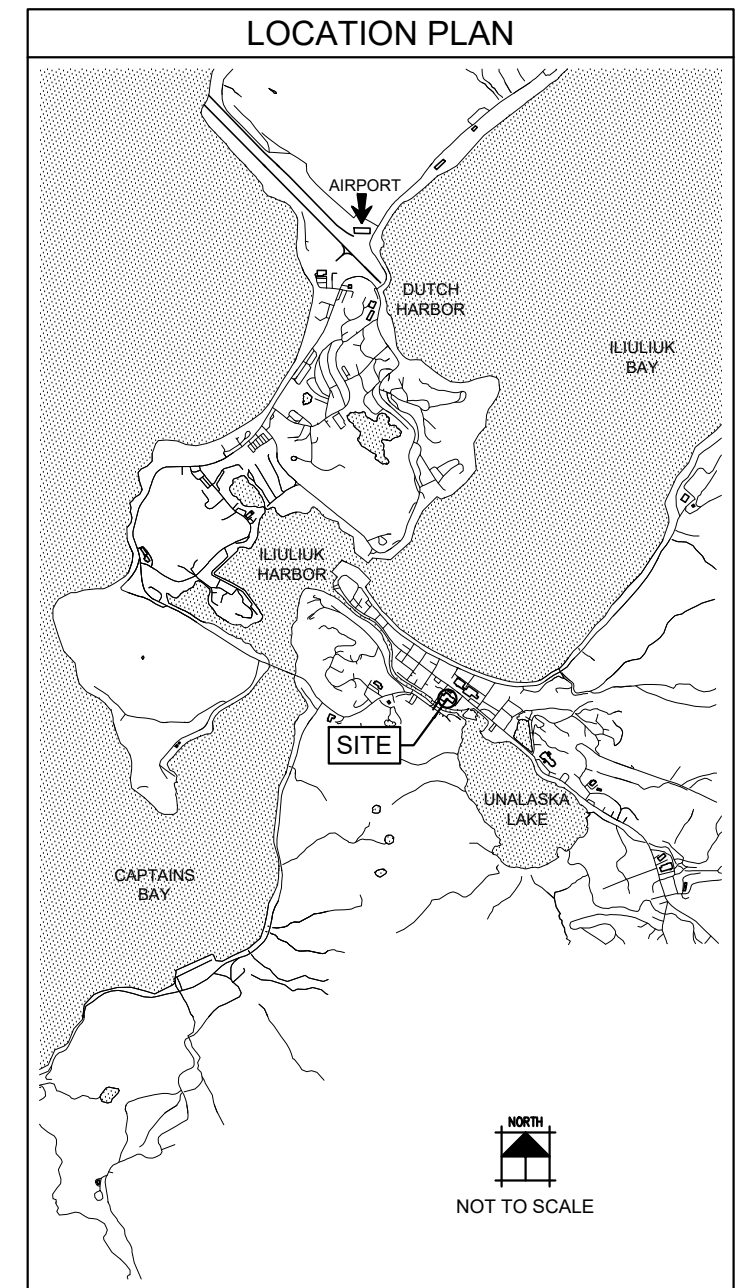 LOCATION PLAN
AIRPORT
DUTCH
HARBOR
ILIULIUK
BAY
ILIULIUK
HARBOR
SITE
UNALASKA
LAKE
CAPTAINS
BAY
NORTH
NOT TO SCALE